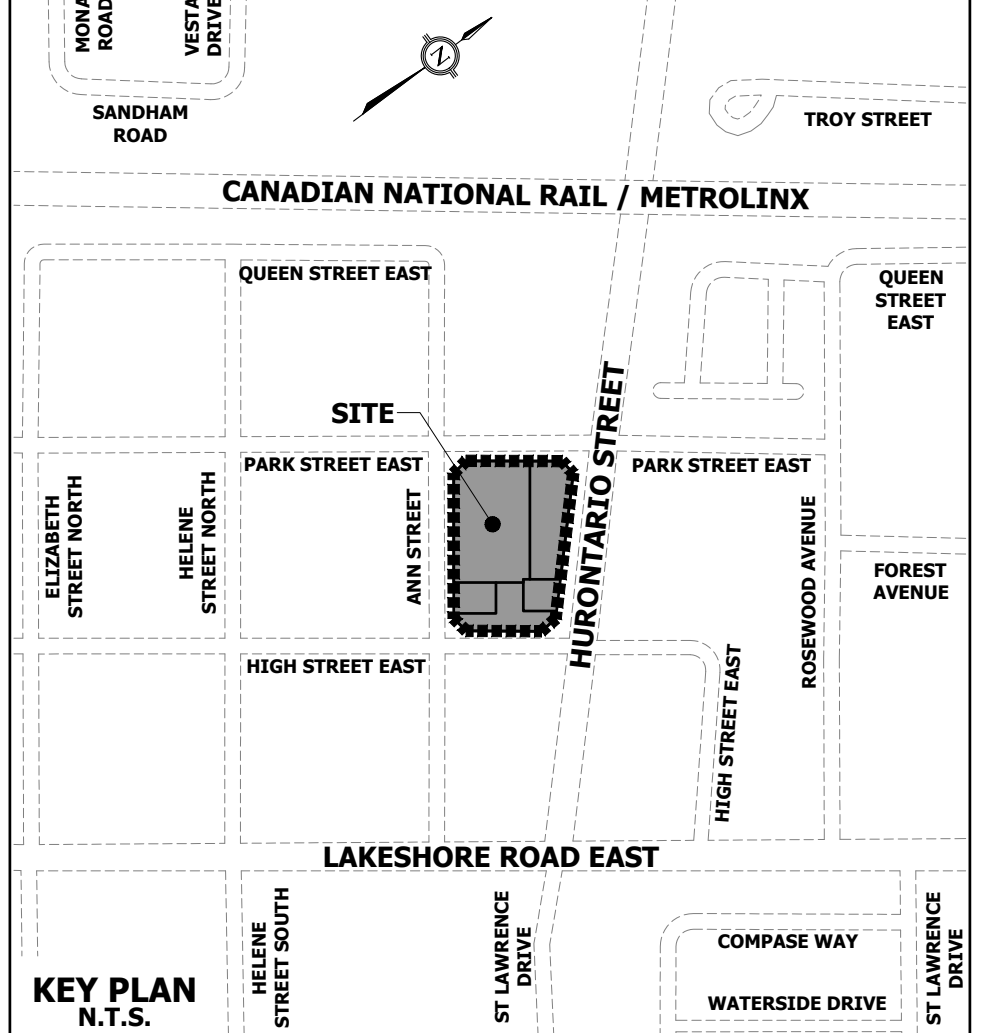 MONA
ROAD
VESTA
DRIVE
N
SANDHAM
ROAD
TROY STREET
CANADIAN NATIONAL RAIL / METROLINX
QUEEN STREET EAST
QUEEN
STREET
EAST
SITE
HURONTARIO STREET
PARK STREET EAST
PARK STREET EAST
ELIZABETH
STREET NORTH
HELENE
STREET NORTH
ANN STREET
ROSEWOOD AVENUE
FOREST
AVENUE
HIGH STREET EAST
HIGH STREET EAST
LAKESHORE ROAD EAST
HELENE
STREET SOUTH
ST LAWRENCE
DRIVE
COMPASE WAY
ST LAWRENCE
DRIVE
WATERSIDE DRIVE
KEY PLAN
N.T.S.